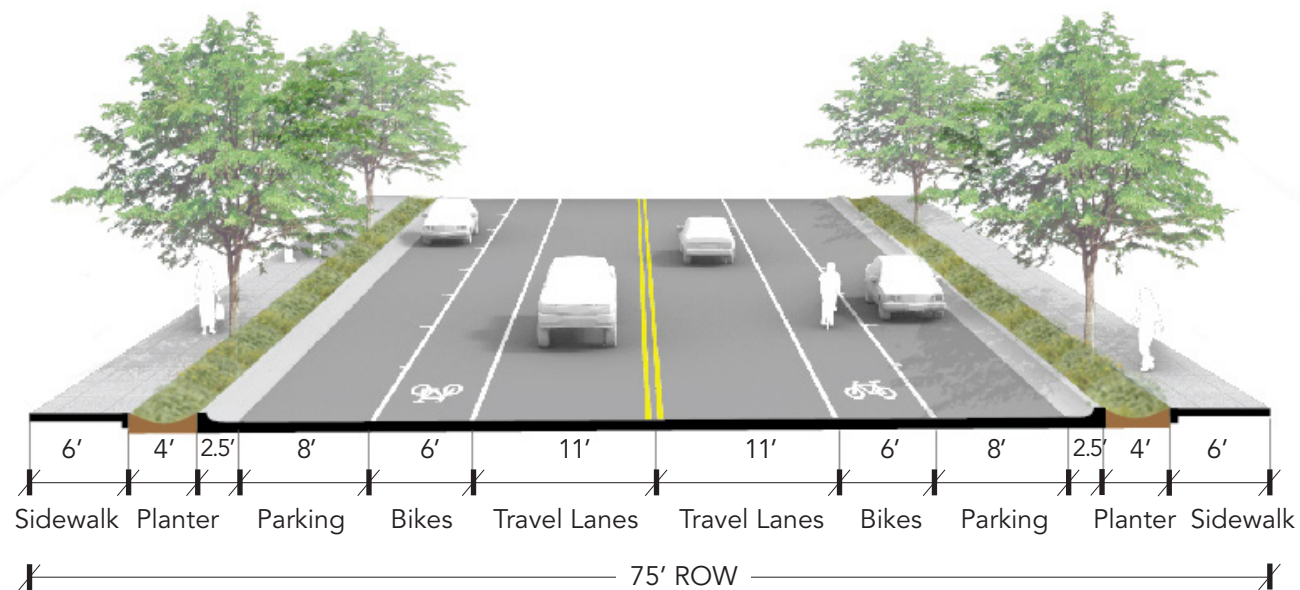 6’ 4’ 2.5’ 8’ 6’ 11’ 11’ 6’ 8’ 2.5’ 4’ 6’
Sidewalk Planter Parking Bikes Travel Lanes Travel Lanes Bikes Parking Planter Sidewalk
75’ ROW